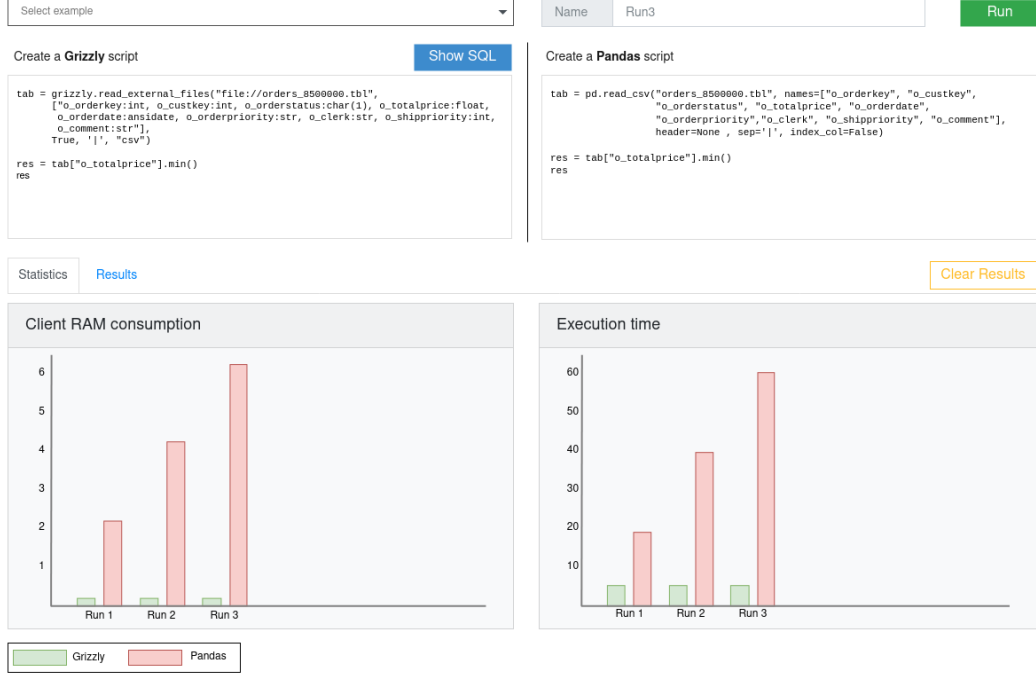 Select example
Name Run3 Run
Create a Grizzly script Show SQL
tab = grizzly.read_external_files("file://orders_8500000.tbl",
["o_orderkey:int, o_custkey:int, o_orderstatus:char(1), o_totalprice:float,
o_orderdate:ansidate, o_orderpriority:str, o_clerk:str, o_shippriority:int,
o_comment:str"],
True, '|', "csv")
res = tab["o_totalprice"].min()
res
Create a Pandas script
tab = pd.read_csv("orders_8500000.tbl", names=["o_orderkey", "o_custkey",
"o_orderstatus", "o_totalprice", "o_orderdate",
"o_orderpriority","o_clerk", "o_shippriority", "o_comment"],
header=None , sep='|', index_col=False)
res = tab["o_totalprice"].min()
res
Statistics Results Clear Results
Client RAM consumption
6
5
4
3
2
1
Run 1 Run 2 Run 3
Execution time
60
50
40
30
20
10
Run 1 Run 2 Run 3
Grizzly Pandas